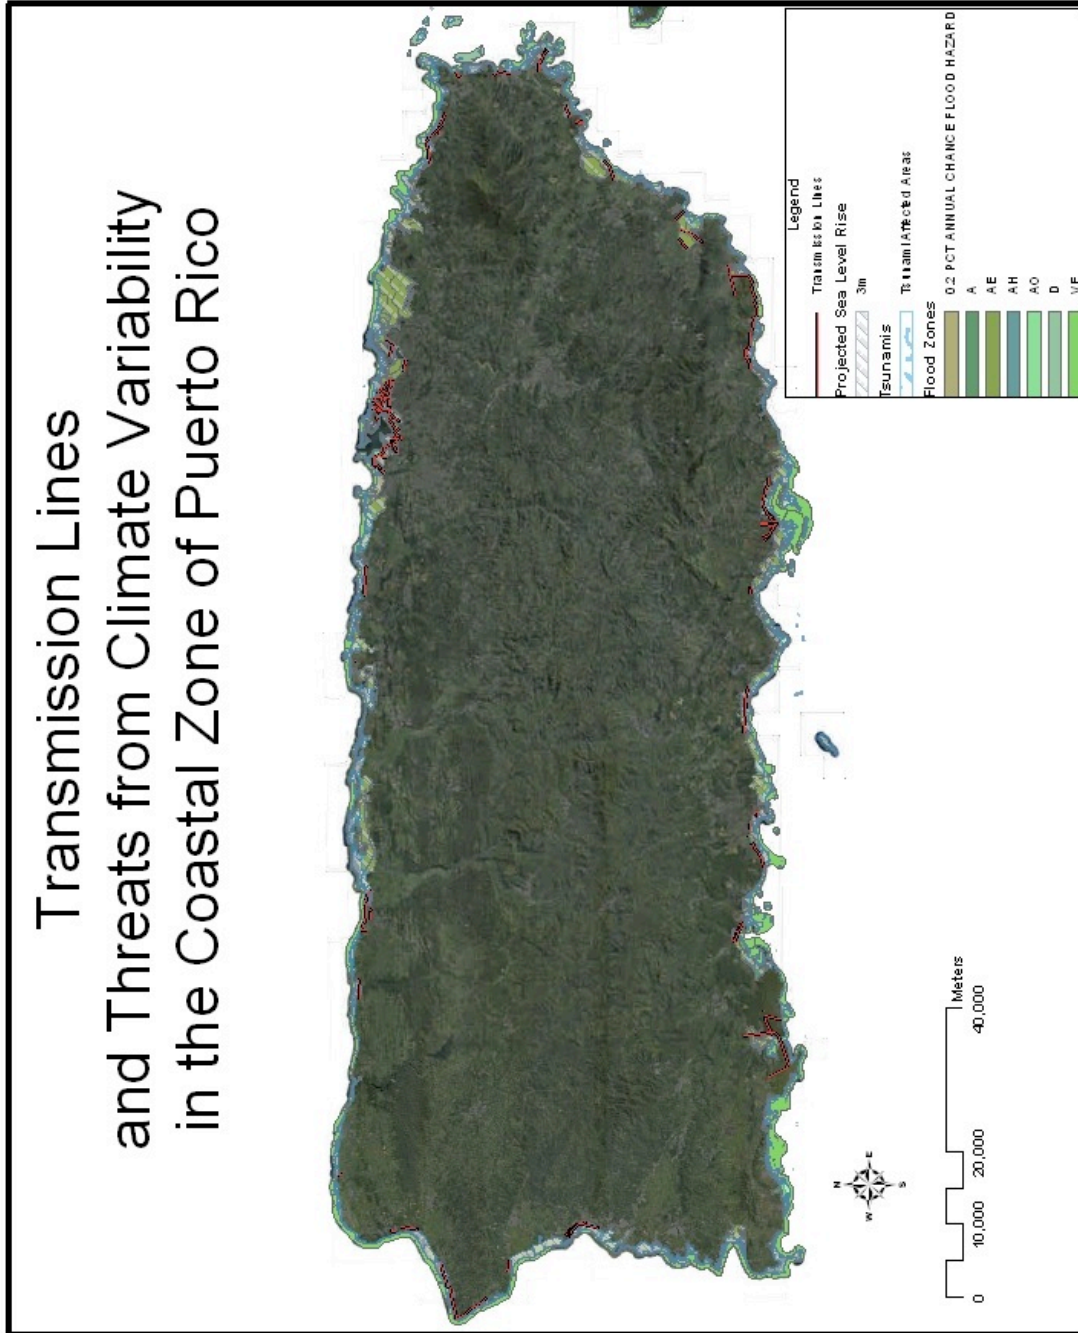 Transmission Lines
and Threats from Climate Variability
in the Coastal Zone of Puerto Rico
Legend
Transmission Lines
Projected Sea Level Rise
3m
Tsunamis
Tsunami Affected Areas
Flood Zones
0.2 PCT ANNUAL CHANCE FLOOD HAZARD
A
AE
AH
AO
D
VE
N
W
E
S
Meters
0
10,000
20,000
40,000